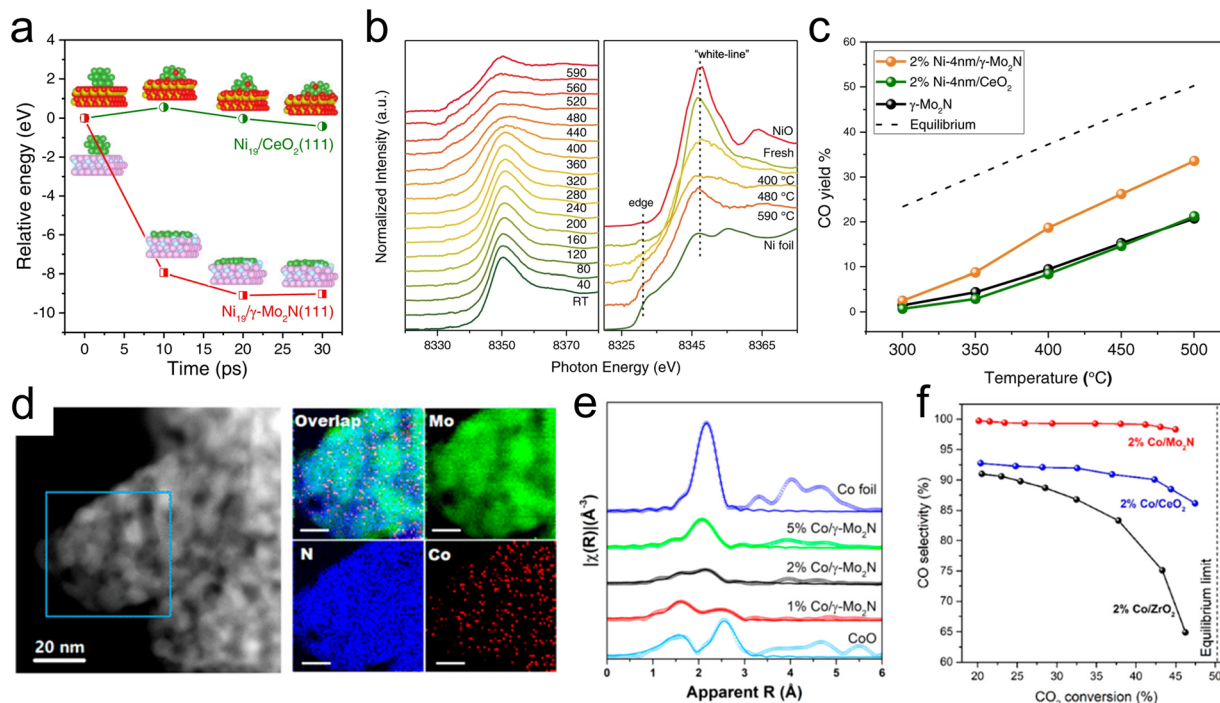 a
Relative energy (eV)
4
2
0
-2
-4
-6
-8
-10
Ni₁₉/CeO₂(111)
Ni₁₉/γ-Mo₂N(111)
0 5 10 15 20 25 30
Time (ps)
b
Normalized Intensity (a.u.)
590
560
520
480
440
400
360
320
280
240
200
160
120
80
40
RT
8330 8350 8370
"white-line"
edge
NiO
Fresh
400 °C
480 °C
590 °C
Ni foil
8325 8345 8365
Photon Energy (eV)
c
CO yield %
60
50
40
30
20
10
0
2% Ni-4nm/γ-Mo₂N
2% Ni-4nm/CeO₂
γ-Mo₂N
Equilibrium
300 350 400 450 500
Temperature (°C)
d
20 nm
Overlap
Mo
N
Co
e
|χ(R)|(Å⁻³)
Co foil
5% Co/γ-Mo₂N
2% Co/γ-Mo₂N
1% Co/γ-Mo₂N
CoO
0 1 2 3 4 5 6
Apparent R (Å)
f
CO selectivity (%)
100
95
90
85
80
75
70
65
60
2% Co/Mo₂N
2% Co/CeO₂
2% Co/ZrO₂
Equilibrium limit
20 25 30 35 40 45 50
CO₂ conversion (%)